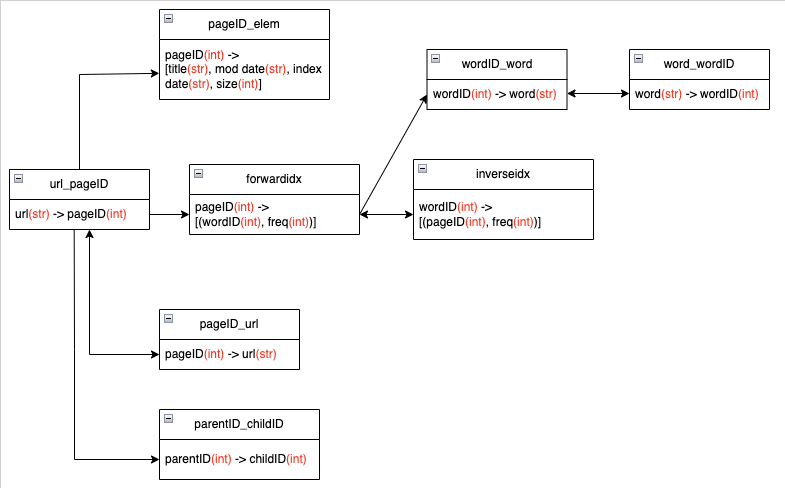 pageID_elem
pageID(int) ->
[title(str), mod date(str), index
date(str), size(int)]
wordID_word
wordID(int) -> word(str)
word_wordID
word(str) -> wordID(int)
url_pageID
url(str) -> pageID(int)
forwardidx
pageID(int) ->
[(wordID(int), freq(int))]
inverseidx
wordID(int) ->
[(pageID(int), freq(int))]
pageID_url
pageID(int) -> url(str)
parentID_childID
parentID(int) -> childID(int)